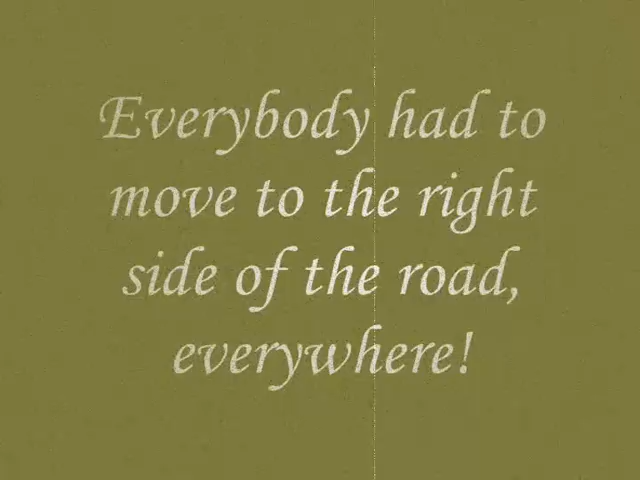 Everybody had to
move to the right
side of the road,
everywhere!